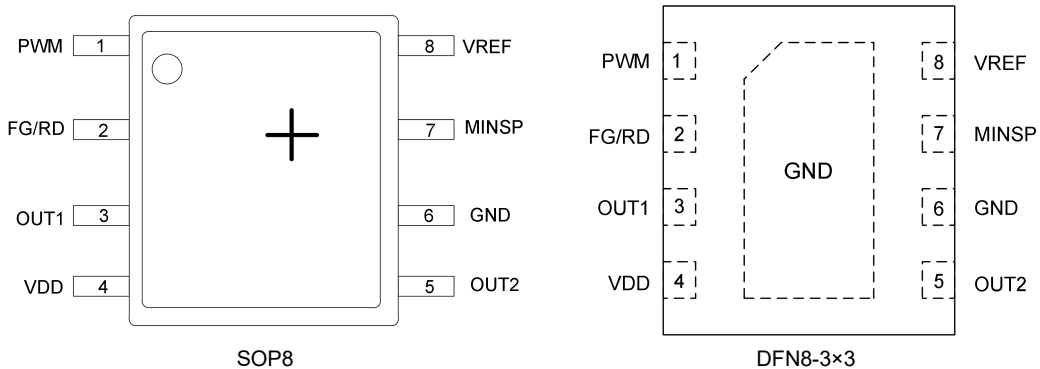 PWM 1 8 VREF
FG/RD 2 7 MINSP
OUT1 3 6 GND
VDD 4 5 OUT2
SOP8
PWM 1 8 VREF
FG/RD 2 7 MINSP
GND
OUT1 3 6 GND
VDD 4 5 OUT2
DFN8-3×3